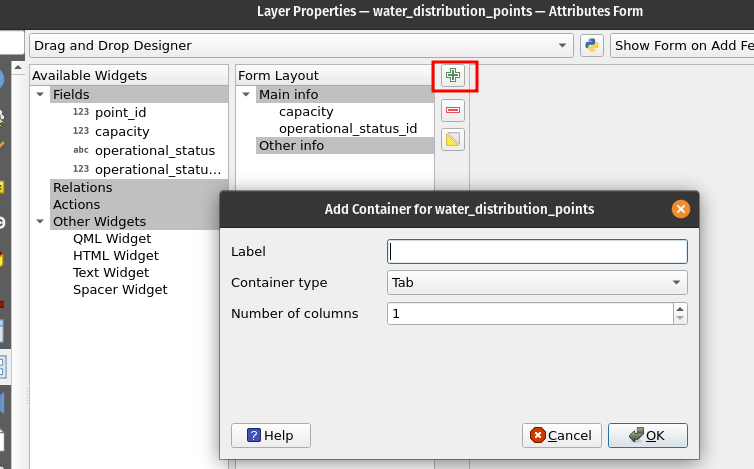 Layer Properties — water_distribution_points — Attributes Form
Drag and Drop Designer
Show Form on Add Fe
Available Widgets
Form Layout
Fields
123 point_id
123 capacity
abc operational_status
123 operational_statu...
Relations
Actions
Other Widgets
QML Widget
HTML Widget
Text Widget
Spacer Widget
Main info
capacity
operational_status_id
Other info
Add Container for water_distribution_points
Label
Container type
Tab
Number of columns
1
Help
Cancel
OK